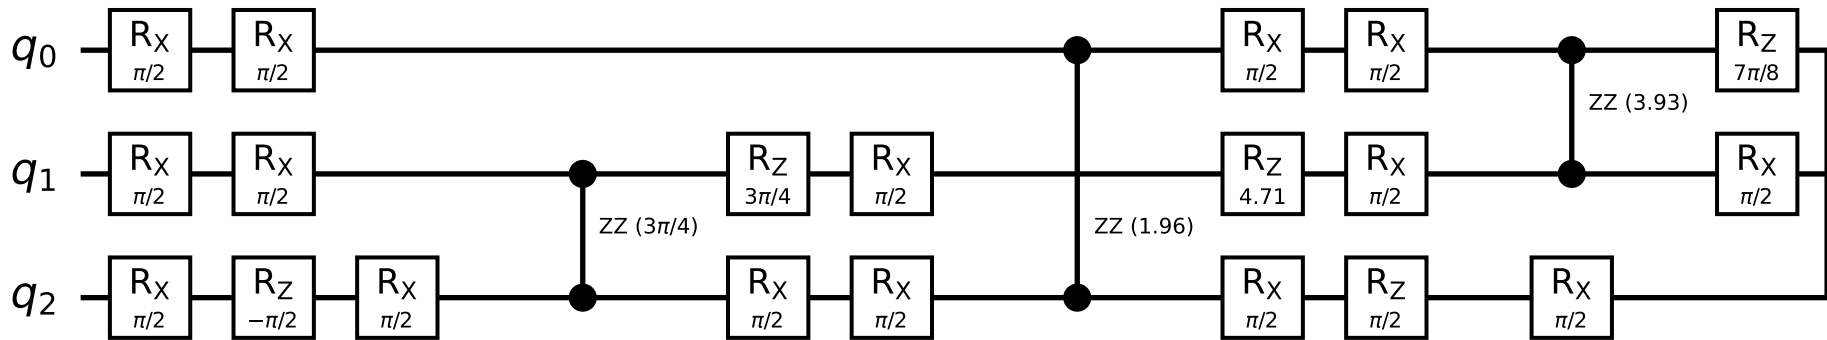 q0 RX π/2 RX π/2 RX π/2 RX π/2 RZ 7π/8
ZZ (3.93)
q1 RX π/2 RX π/2 RZ 3π/4 RX π/2 RZ 4.71 RX π/2 RX π/2
ZZ (3π/4) ZZ (1.96)
q2 RX π/2 RZ −π/2 RX π/2 RX π/2 RX π/2 RX π/2 RZ π/2 RX π/2